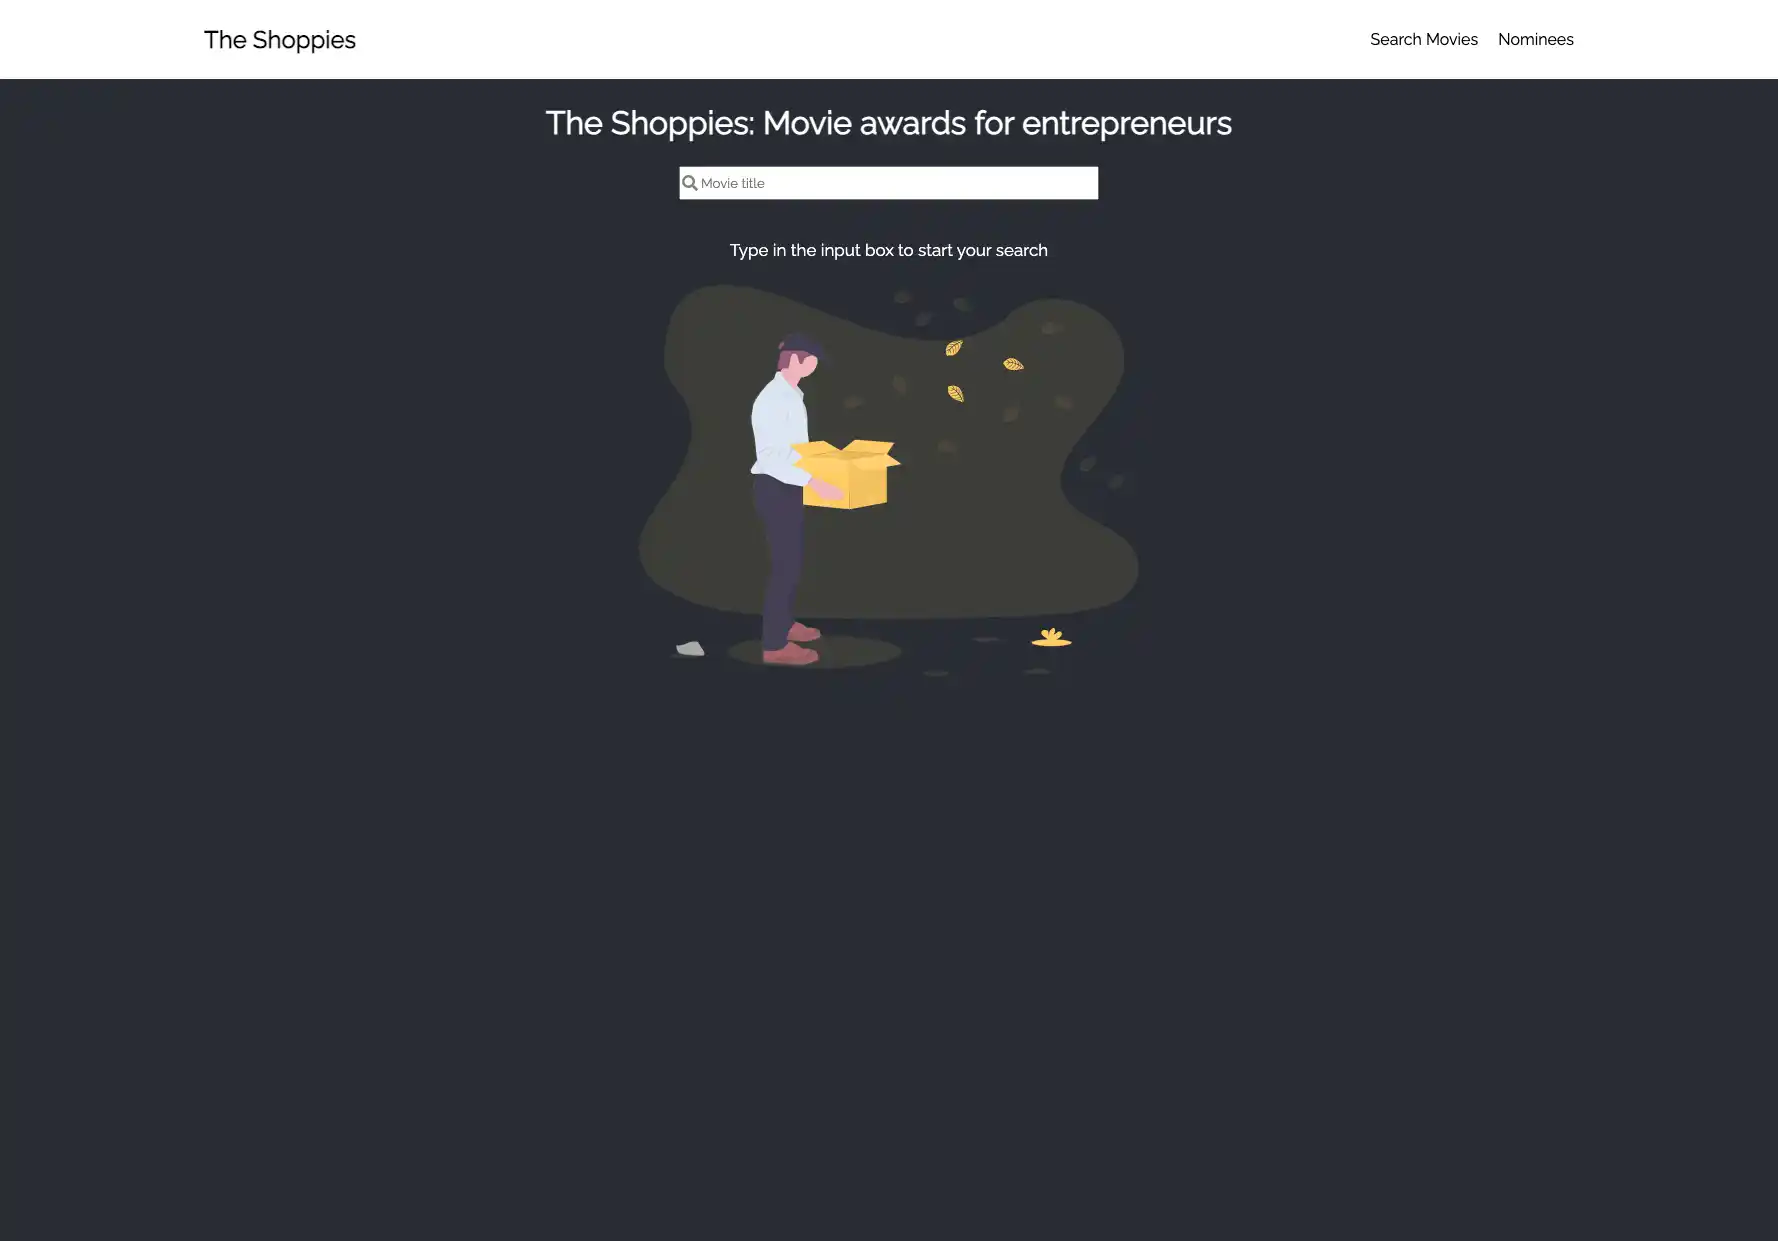 The Shoppies
Search Movies
Nominees
The Shoppies: Movie awards for entrepreneurs
Movie title
Type in the input box to start your search